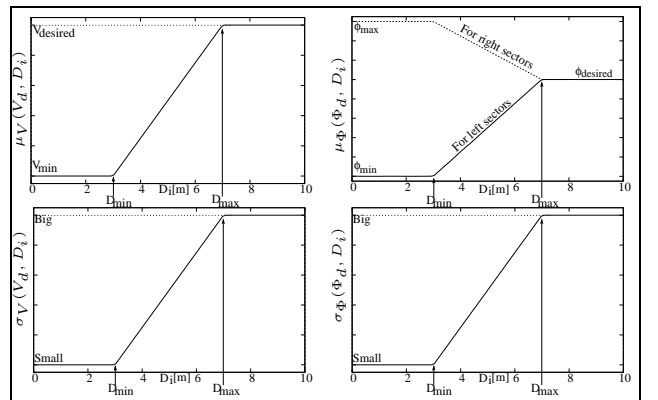 V_desired
μ_V (V_d, D_i)
V_min
0 2 4 D_i[m] 6 8 10
D_min D_max
ϕ_max
For right sectors
ϕ_desired
μ_Φ (Φ_d, D_i)
For left sectors
ϕ_min
0 2 4 D_i[m] 6 8 10
D_min D_max
Big
σ_V (V_d, D_i)
Small
0 2 4 D_i[m] 6 8 10
D_min D_max
Big
σ_Φ (Φ_d, D_i)
Small
0 2 4 D_i[m] 6 8 10
D_min D_max